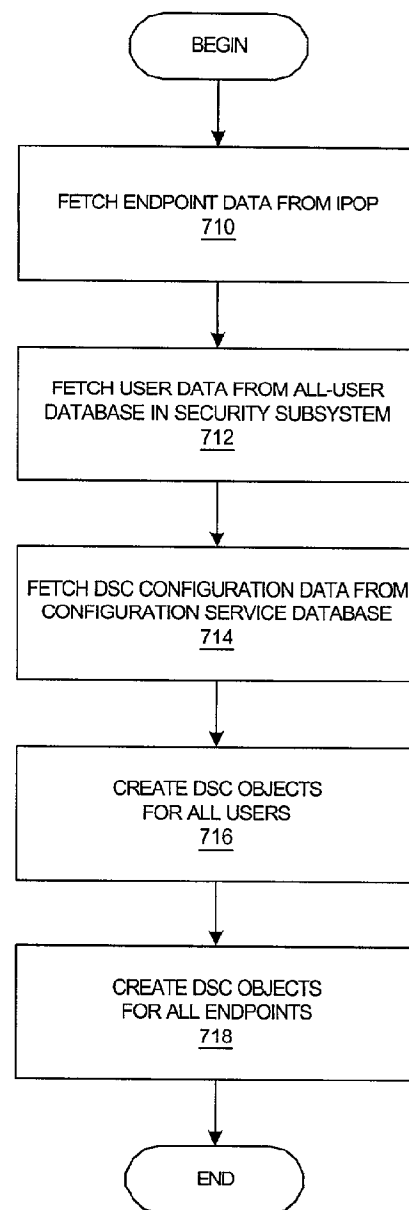 BEGIN
FETCH ENDPOINT DATA FROM IPOP
710
FETCH USER DATA FROM ALL-USER
DATABASE IN SECURITY SUBSYSTEM
712
FETCH DSC CONFIGURATION DATA FROM
CONFIGURATION SERVICE DATABASE
714
CREATE DSC OBJECTS
FOR ALL USERS
716
CREATE DSC OBJECTS
FOR ALL ENDPOINTS
718
END